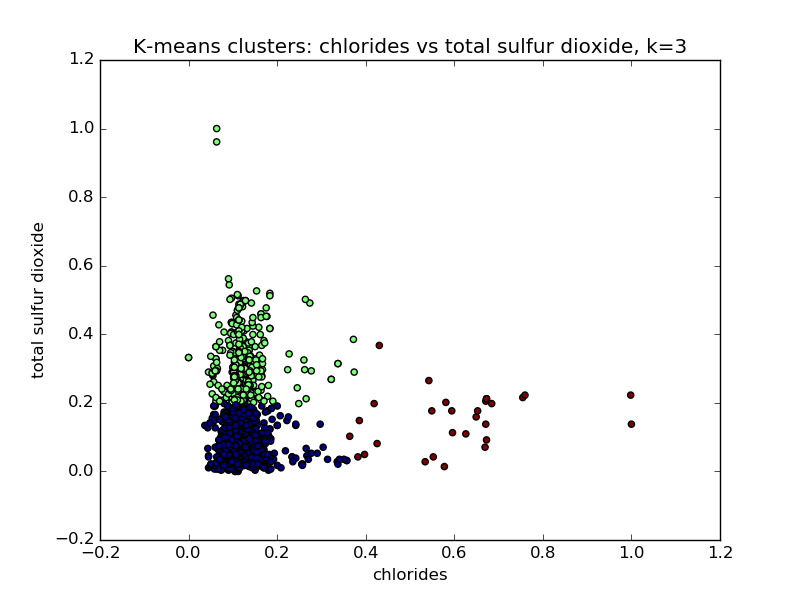 K-means clusters: chlorides vs total sulfur dioxide, k=3
1.2
1.0
0.8
0.6
0.4
0.2
0.0
−0.2
total sulfur dioxide
−0.2 0.0 0.2 0.4 0.6 0.8 1.0 1.2
chlorides